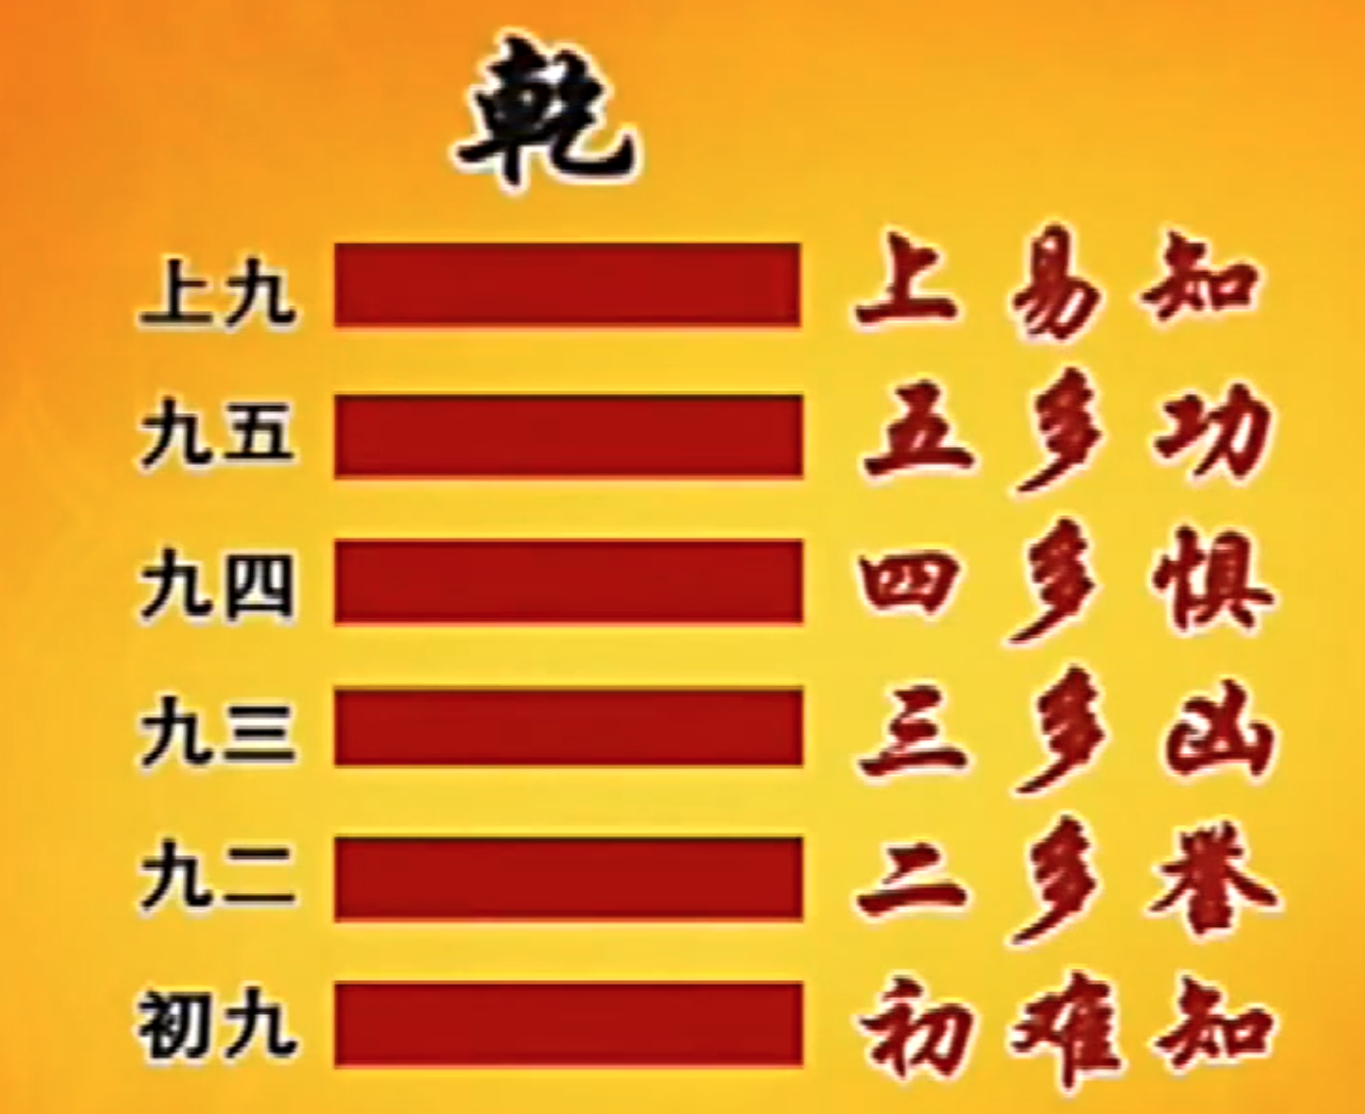 乾
上九 上易知
九五 五多功
九四 四多惧
九三 三多凶
九二 二多誉
初九 初难知